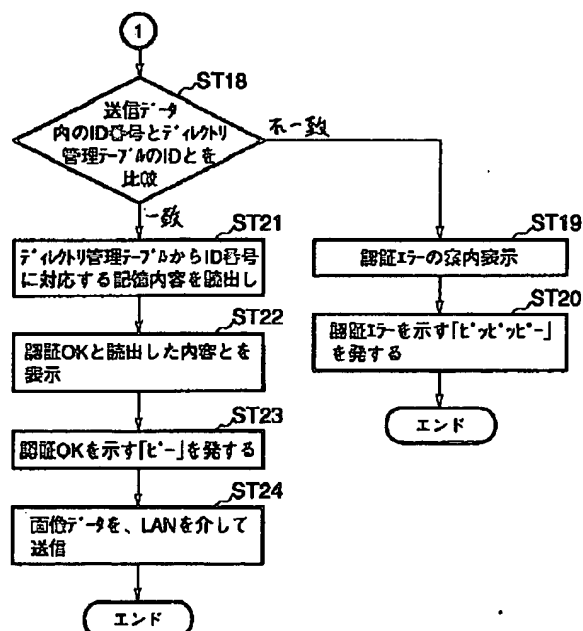 1
ST18
送信データ
内のID番号とディレクトリ
管理テーブルのIDとを
比較
不一致
一致
ST21
ディレクトリ管理テーブルからID番号
に対応する記憶内容を読出し
ST22
認証OKと読出した内容とを
表示
ST23
認証OKを示す「ピー」を発する
ST24
画像データを、LANを介して
送信
エンド
ST19
認証エラーの案内表示
ST20
認証エラーを示す「ピッピッピー」
を発する
エンド